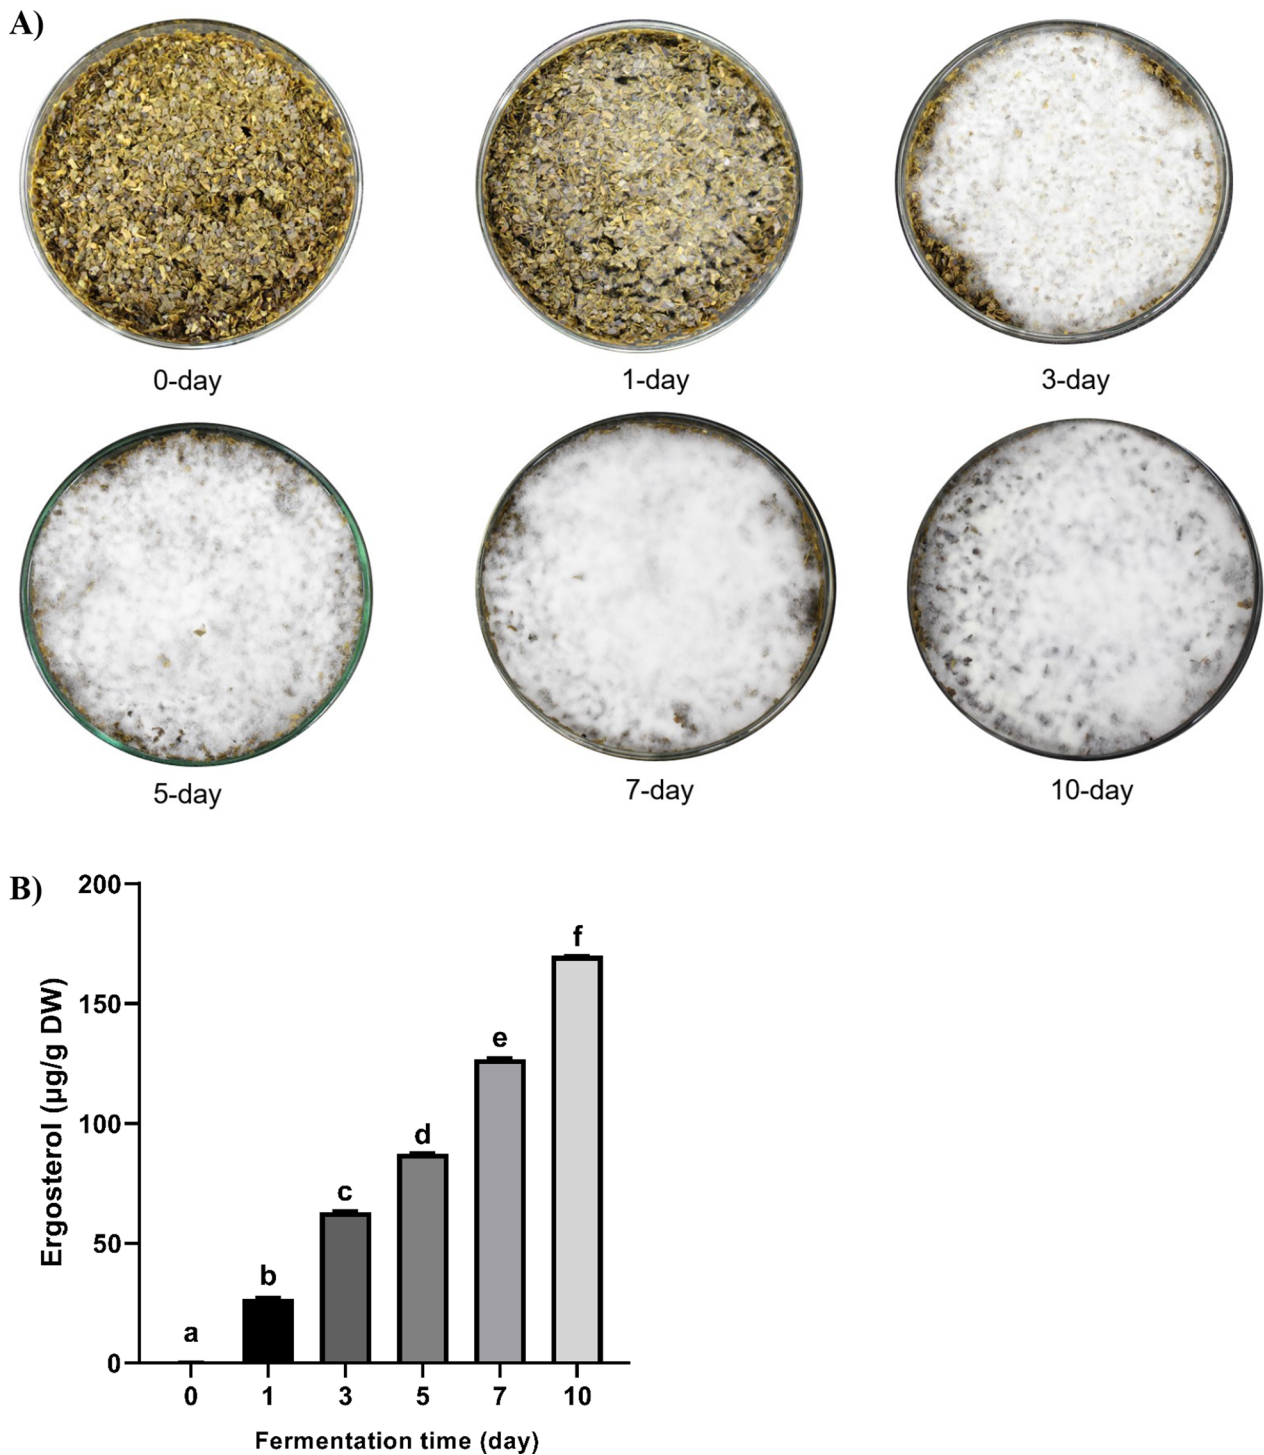 A)
0-day
1-day
3-day
5-day
7-day
10-day
B)
200
150
100
50
0
Ergosterol (µg/g DW)
a
b
c
d
e
f
0 1 3 5 7 10
Fermentation time (day)